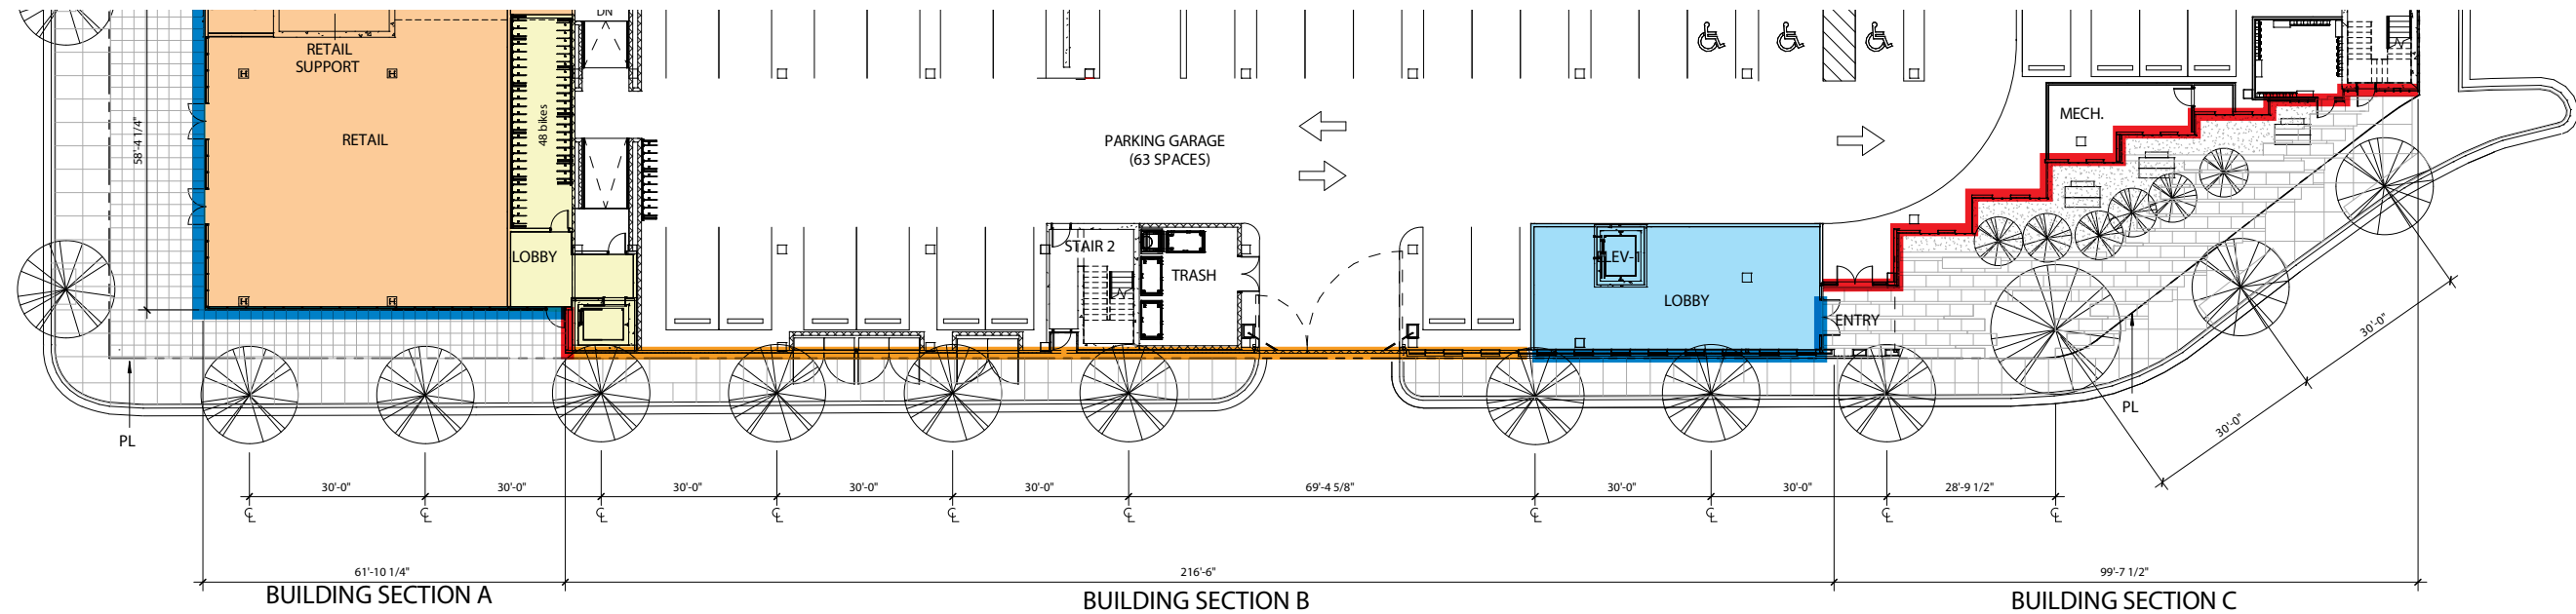 DN
RETAIL
SUPPORT
58'-4 1/4"
RETAIL
48 bikes
PARKING GARAGE
(63 SPACES)
MECH.
LOBBY
STAIR 2
TRASH
ELEV-1
LOBBY
ENTRY
PL
PL
30'-0"
30'-0"
30'-0"
30'-0"
30'-0"
30'-0"
30'-0"
69'-4 5/8"
30'-0"
30'-0"
28'-9 1/2"
℄ ℄ ℄ ℄ ℄ ℄ ℄ ℄ ℄ ℄
61'-10 1/4"
216'-6"
99'-7 1/2"
BUILDING SECTION A
BUILDING SECTION B
BUILDING SECTION C